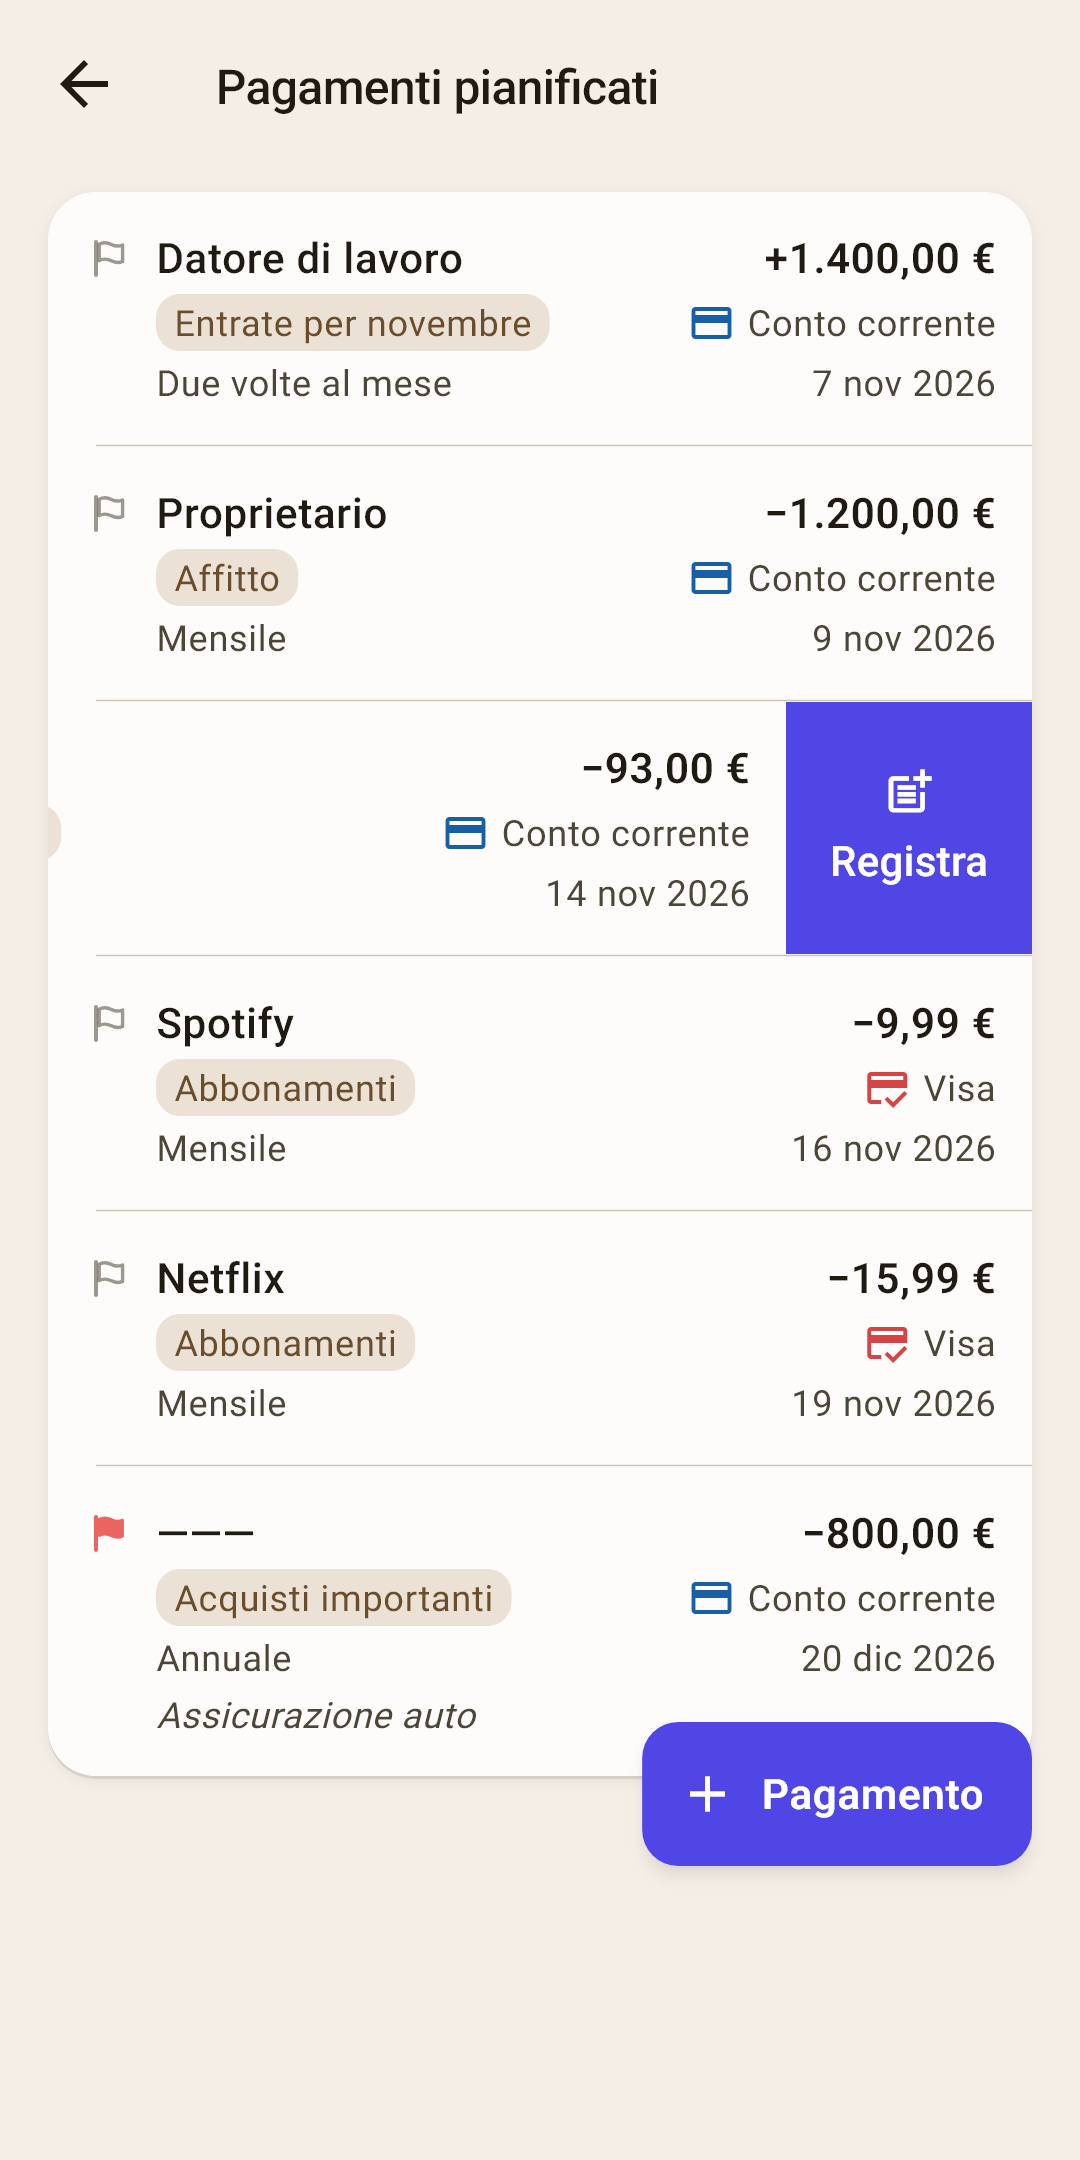 Pagamenti pianificati
Datore di lavoro +1.400,00 €
Entrate per novembre Conto corrente
Due volte al mese 7 nov 2026
Proprietario −1.200,00 €
Affitto Conto corrente
Mensile 9 nov 2026
−93,00 €
Conto corrente
14 nov 2026
Registra
Spotify −9,99 €
Abbonamenti Visa
Mensile 16 nov 2026
Netflix −15,99 €
Abbonamenti Visa
Mensile 19 nov 2026
——— −800,00 €
Acquisti importanti Conto corrente
Annuale 20 dic 2026
Assicurazione auto
Pagamento